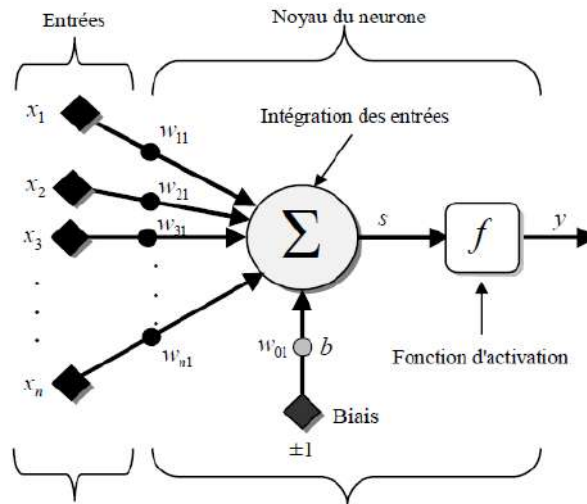 Entrées
Noyau du neurone
Intégration des entrées
x₁
w₁₁
x₂
w₂₁
x₃
w₃₁
Σ
s
f
y
. . . .
. . .
xₙ
wₙ₁
w₀₁
b
Fonction d'activation
Biais
±1